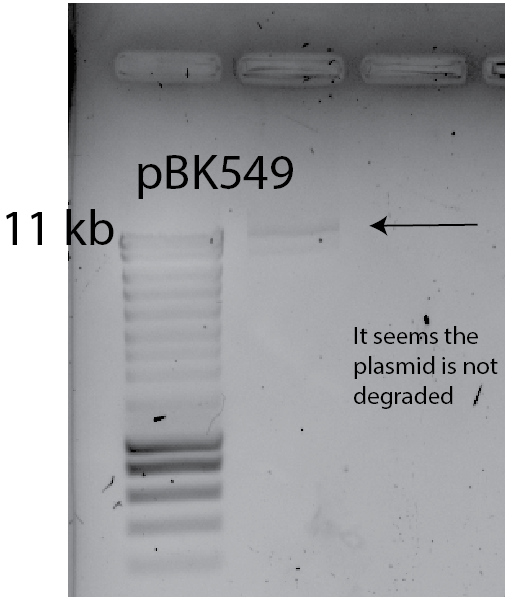 pBK549
11 kb
It seems the
plasmid is not
degraded